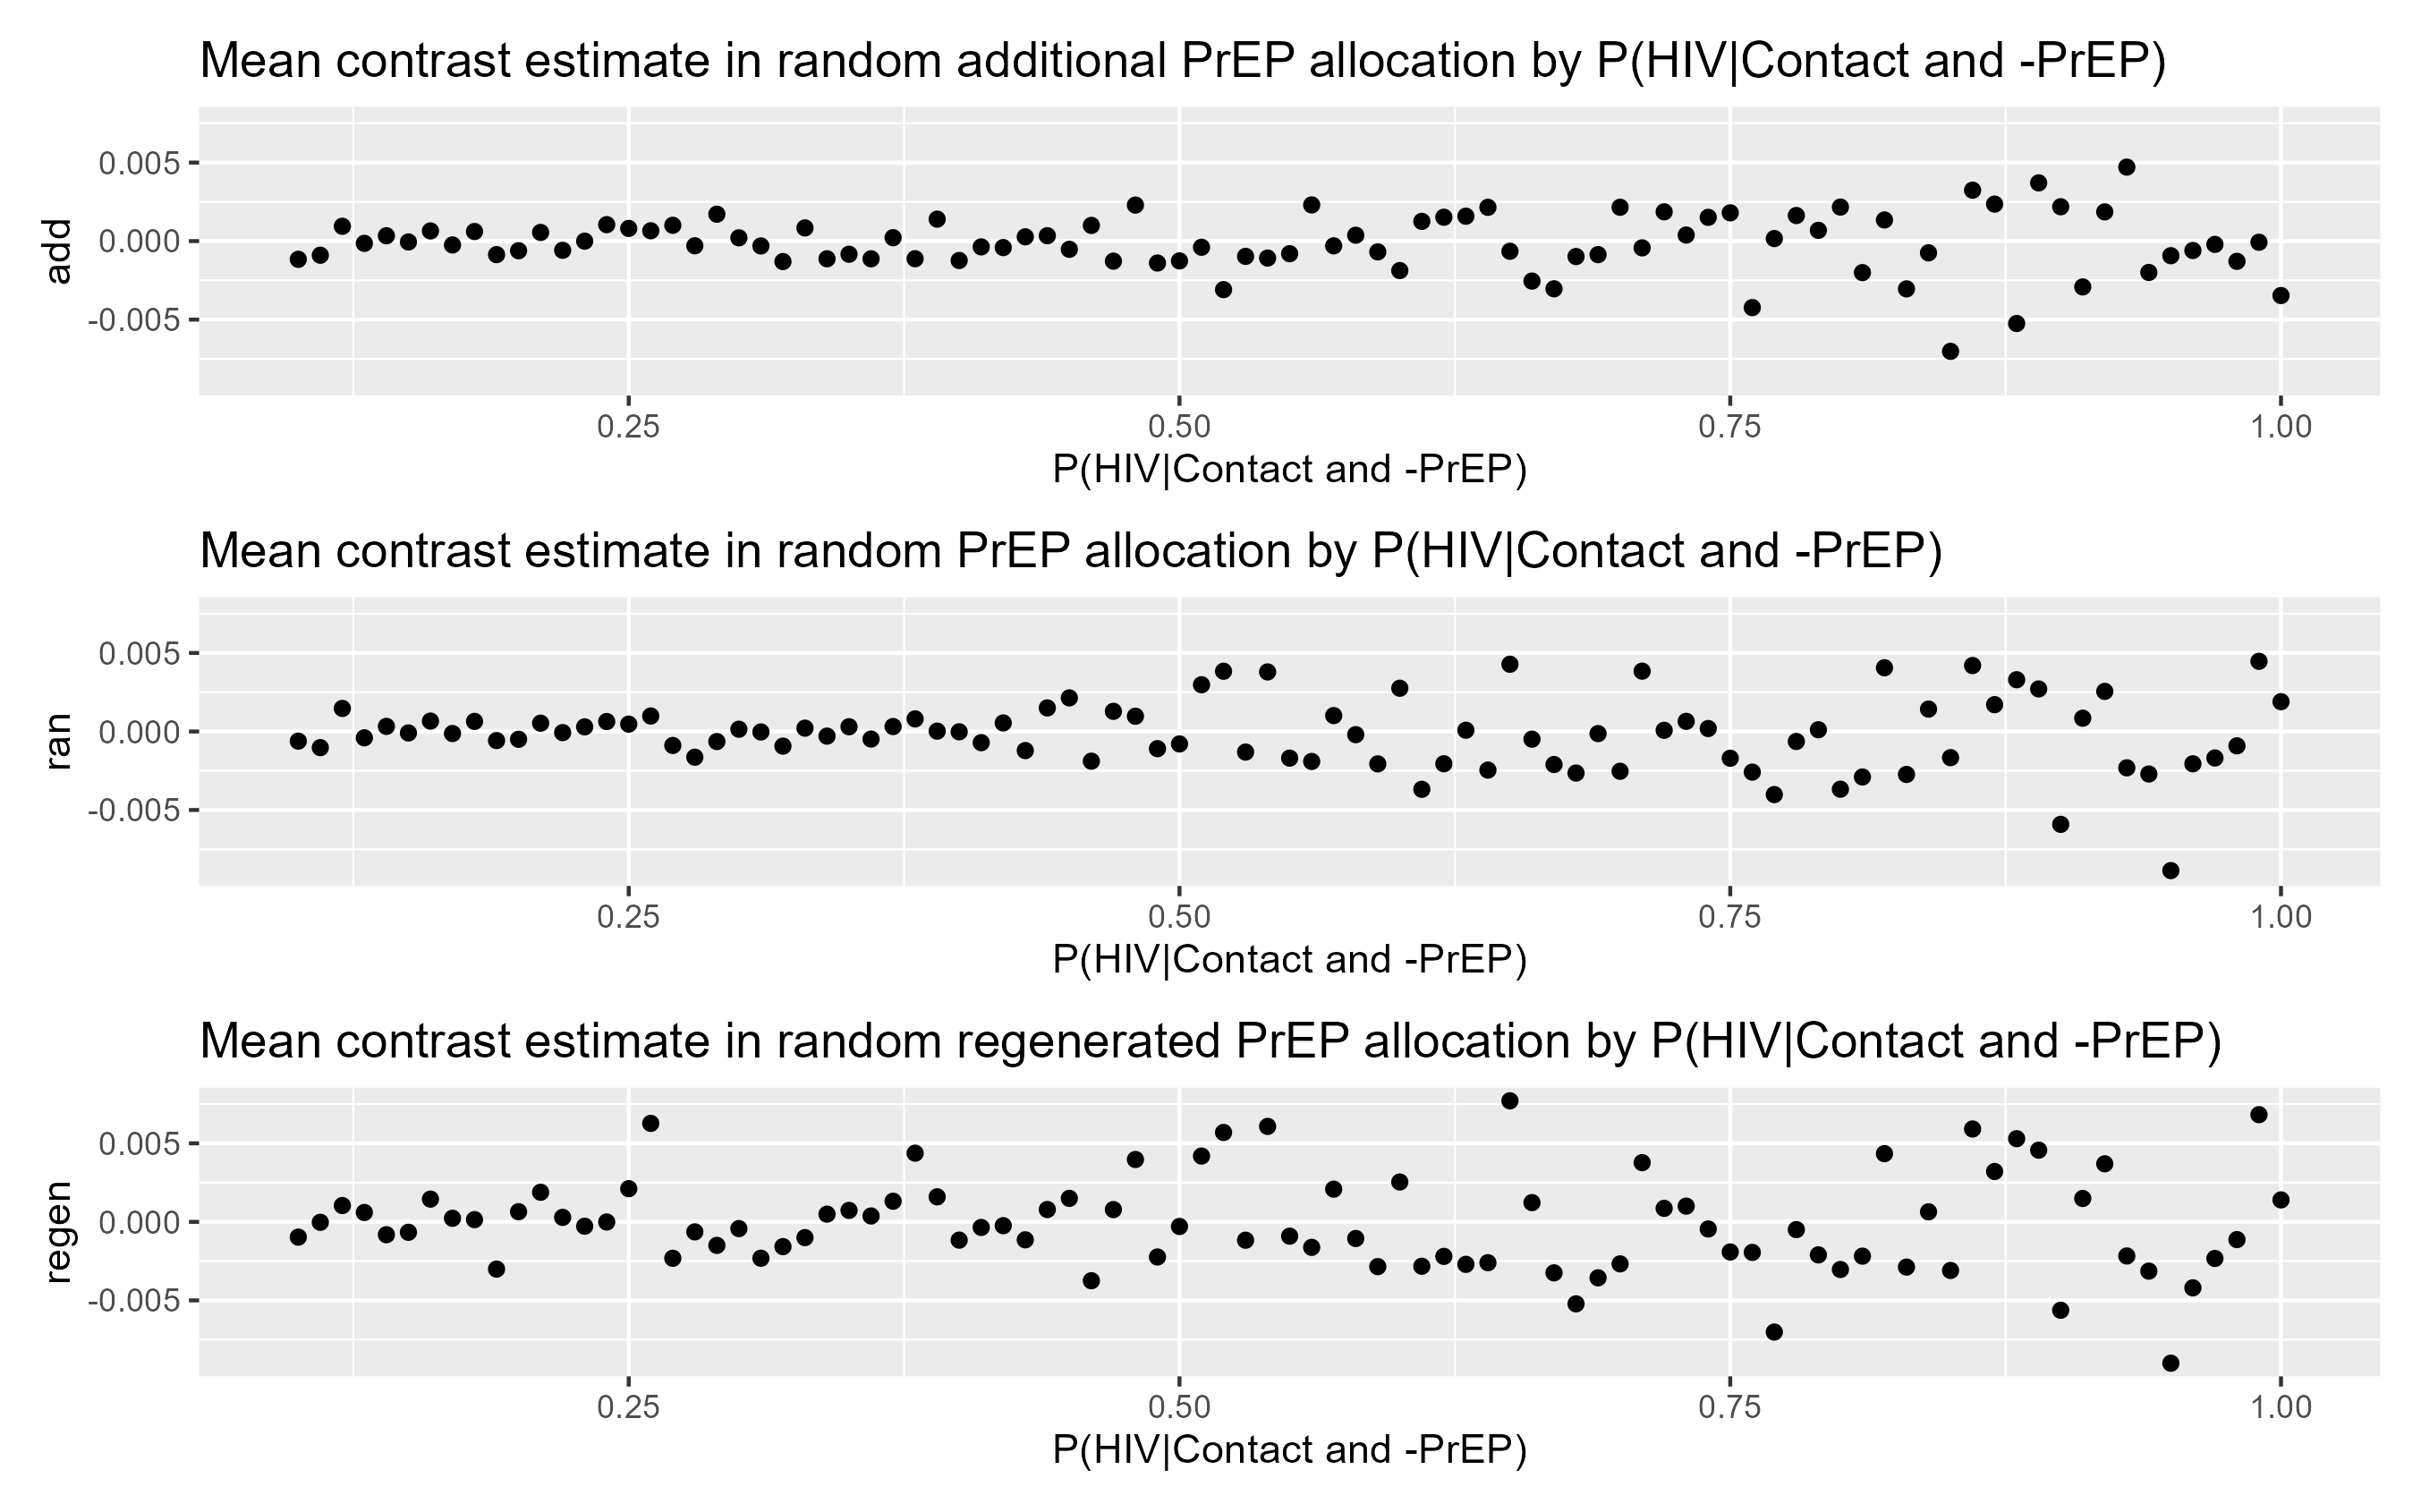 Mean contrast estimate in random additional PrEP allocation by P(HIV|Contact and -PrEP)
add
0.005
0.000
-0.005
0.25 0.50 0.75 1.00
P(HIV|Contact and -PrEP)
Mean contrast estimate in random PrEP allocation by P(HIV|Contact and -PrEP)
ran
0.005
0.000
-0.005
0.25 0.50 0.75 1.00
P(HIV|Contact and -PrEP)
Mean contrast estimate in random regenerated PrEP allocation by P(HIV|Contact and -PrEP)
regen
0.005
0.000
-0.005
0.25 0.50 0.75 1.00
P(HIV|Contact and -PrEP)